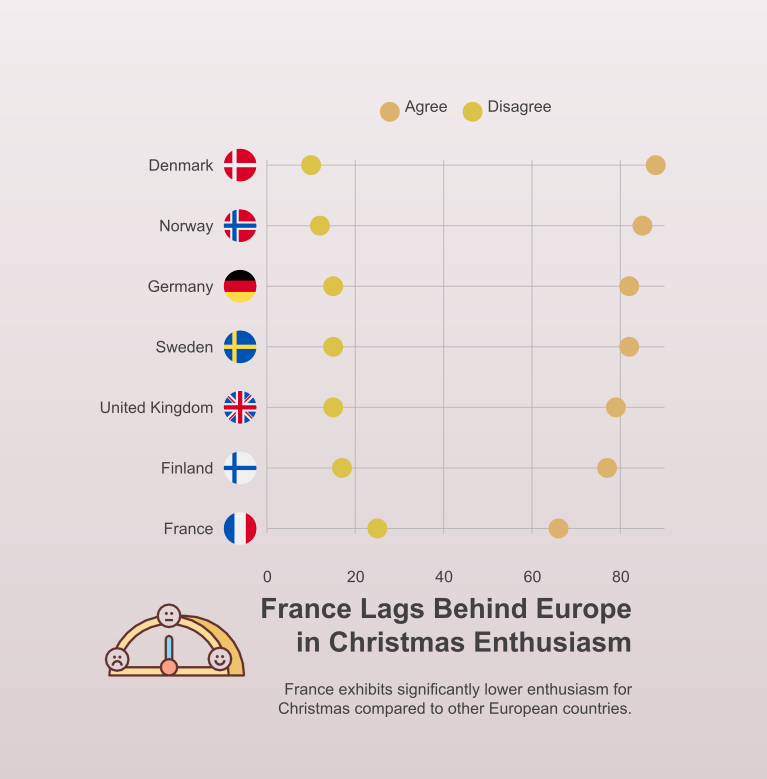 Agree
Disagree
Denmark
Norway
Germany
Sweden
United Kingdom
Finland
France
0 20 40 60 80
France Lags Behind Europe
in Christmas Enthusiasm
France exhibits significantly lower enthusiasm for
Christmas compared to other European countries.